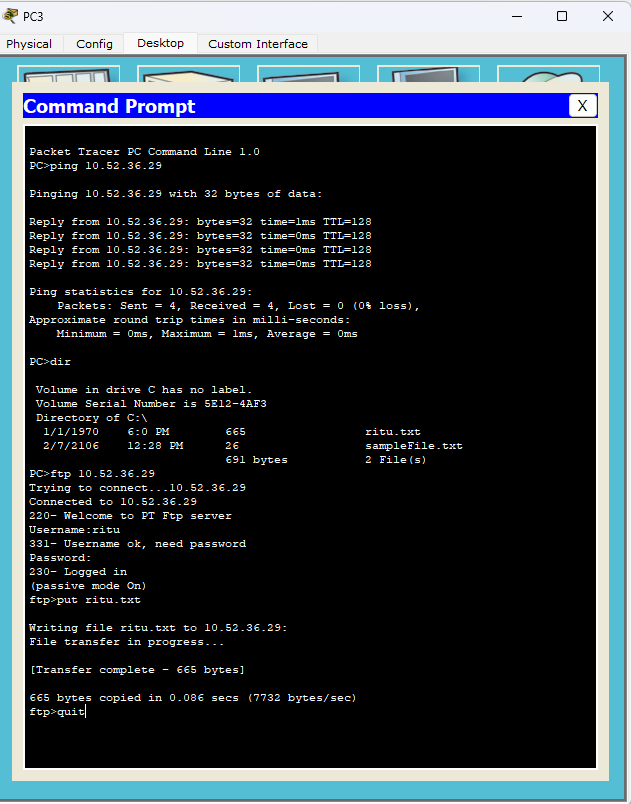 PC3
Physical Config Desktop Custom Interface
Command Prompt X
Packet Tracer PC Command Line 1.0
PC>ping 10.52.36.29
Pinging 10.52.36.29 with 32 bytes of data:
Reply from 10.52.36.29: bytes=32 time=1ms TTL=128
Reply from 10.52.36.29: bytes=32 time=0ms TTL=128
Reply from 10.52.36.29: bytes=32 time=0ms TTL=128
Reply from 10.52.36.29: bytes=32 time=0ms TTL=128
Ping statistics for 10.52.36.29:
Packets: Sent = 4, Received = 4, Lost = 0 (0% loss),
Approximate round trip times in milli-seconds:
Minimum = 0ms, Maximum = 1ms, Average = 0ms
PC>dir
Volume in drive C has no label.
Volume Serial Number is 5E12-4AF3
Directory of C:\
1/1/1970 6:0 PM 665 ritu.txt
2/7/2106 12:28 PM 26 sampleFile.txt
691 bytes 2 File(s)
PC>ftp 10.52.36.29
Trying to connect...10.52.36.29
Connected to 10.52.36.29
220- Welcome to PT Ftp server
Username:ritu
331- Username ok, need password
Password:
230- Logged in
(passive mode On)
ftp>put ritu.txt
Writing file ritu.txt to 10.52.36.29:
File transfer in progress...
[Transfer complete - 665 bytes]
665 bytes copied in 0.086 secs (7732 bytes/sec)
ftp>quit